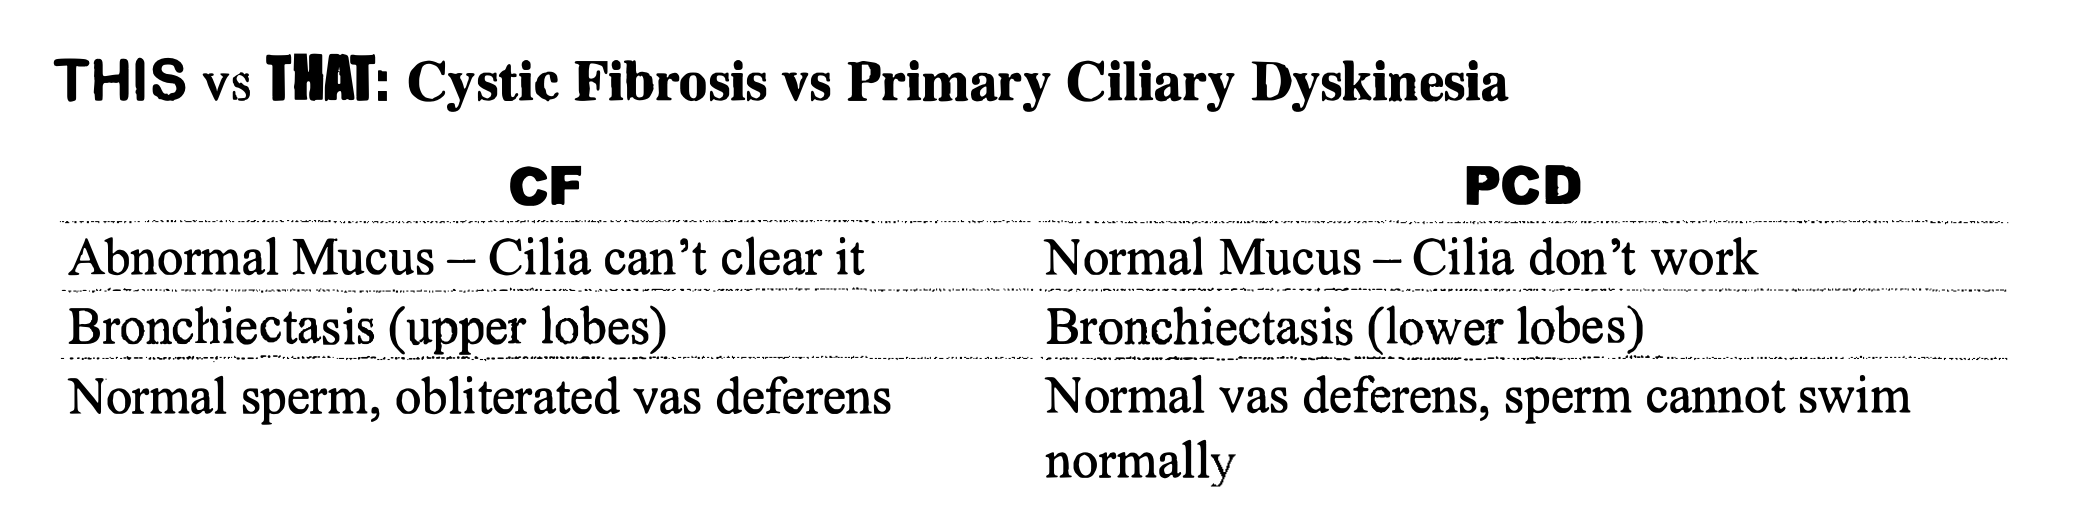 THIS vs THAT: Cystic Fibrosis vs Primary Ciliary Dyskinesia
CF PCD
Abnormal Mucus – Cilia can't clear it Normal Mucus – Cilia don't work
Bronchiectasis (upper lobes) Bronchiectasis (lower lobes)
Normal sperm, obliterated vas deferens Normal vas deferens, sperm cannot swim
normally